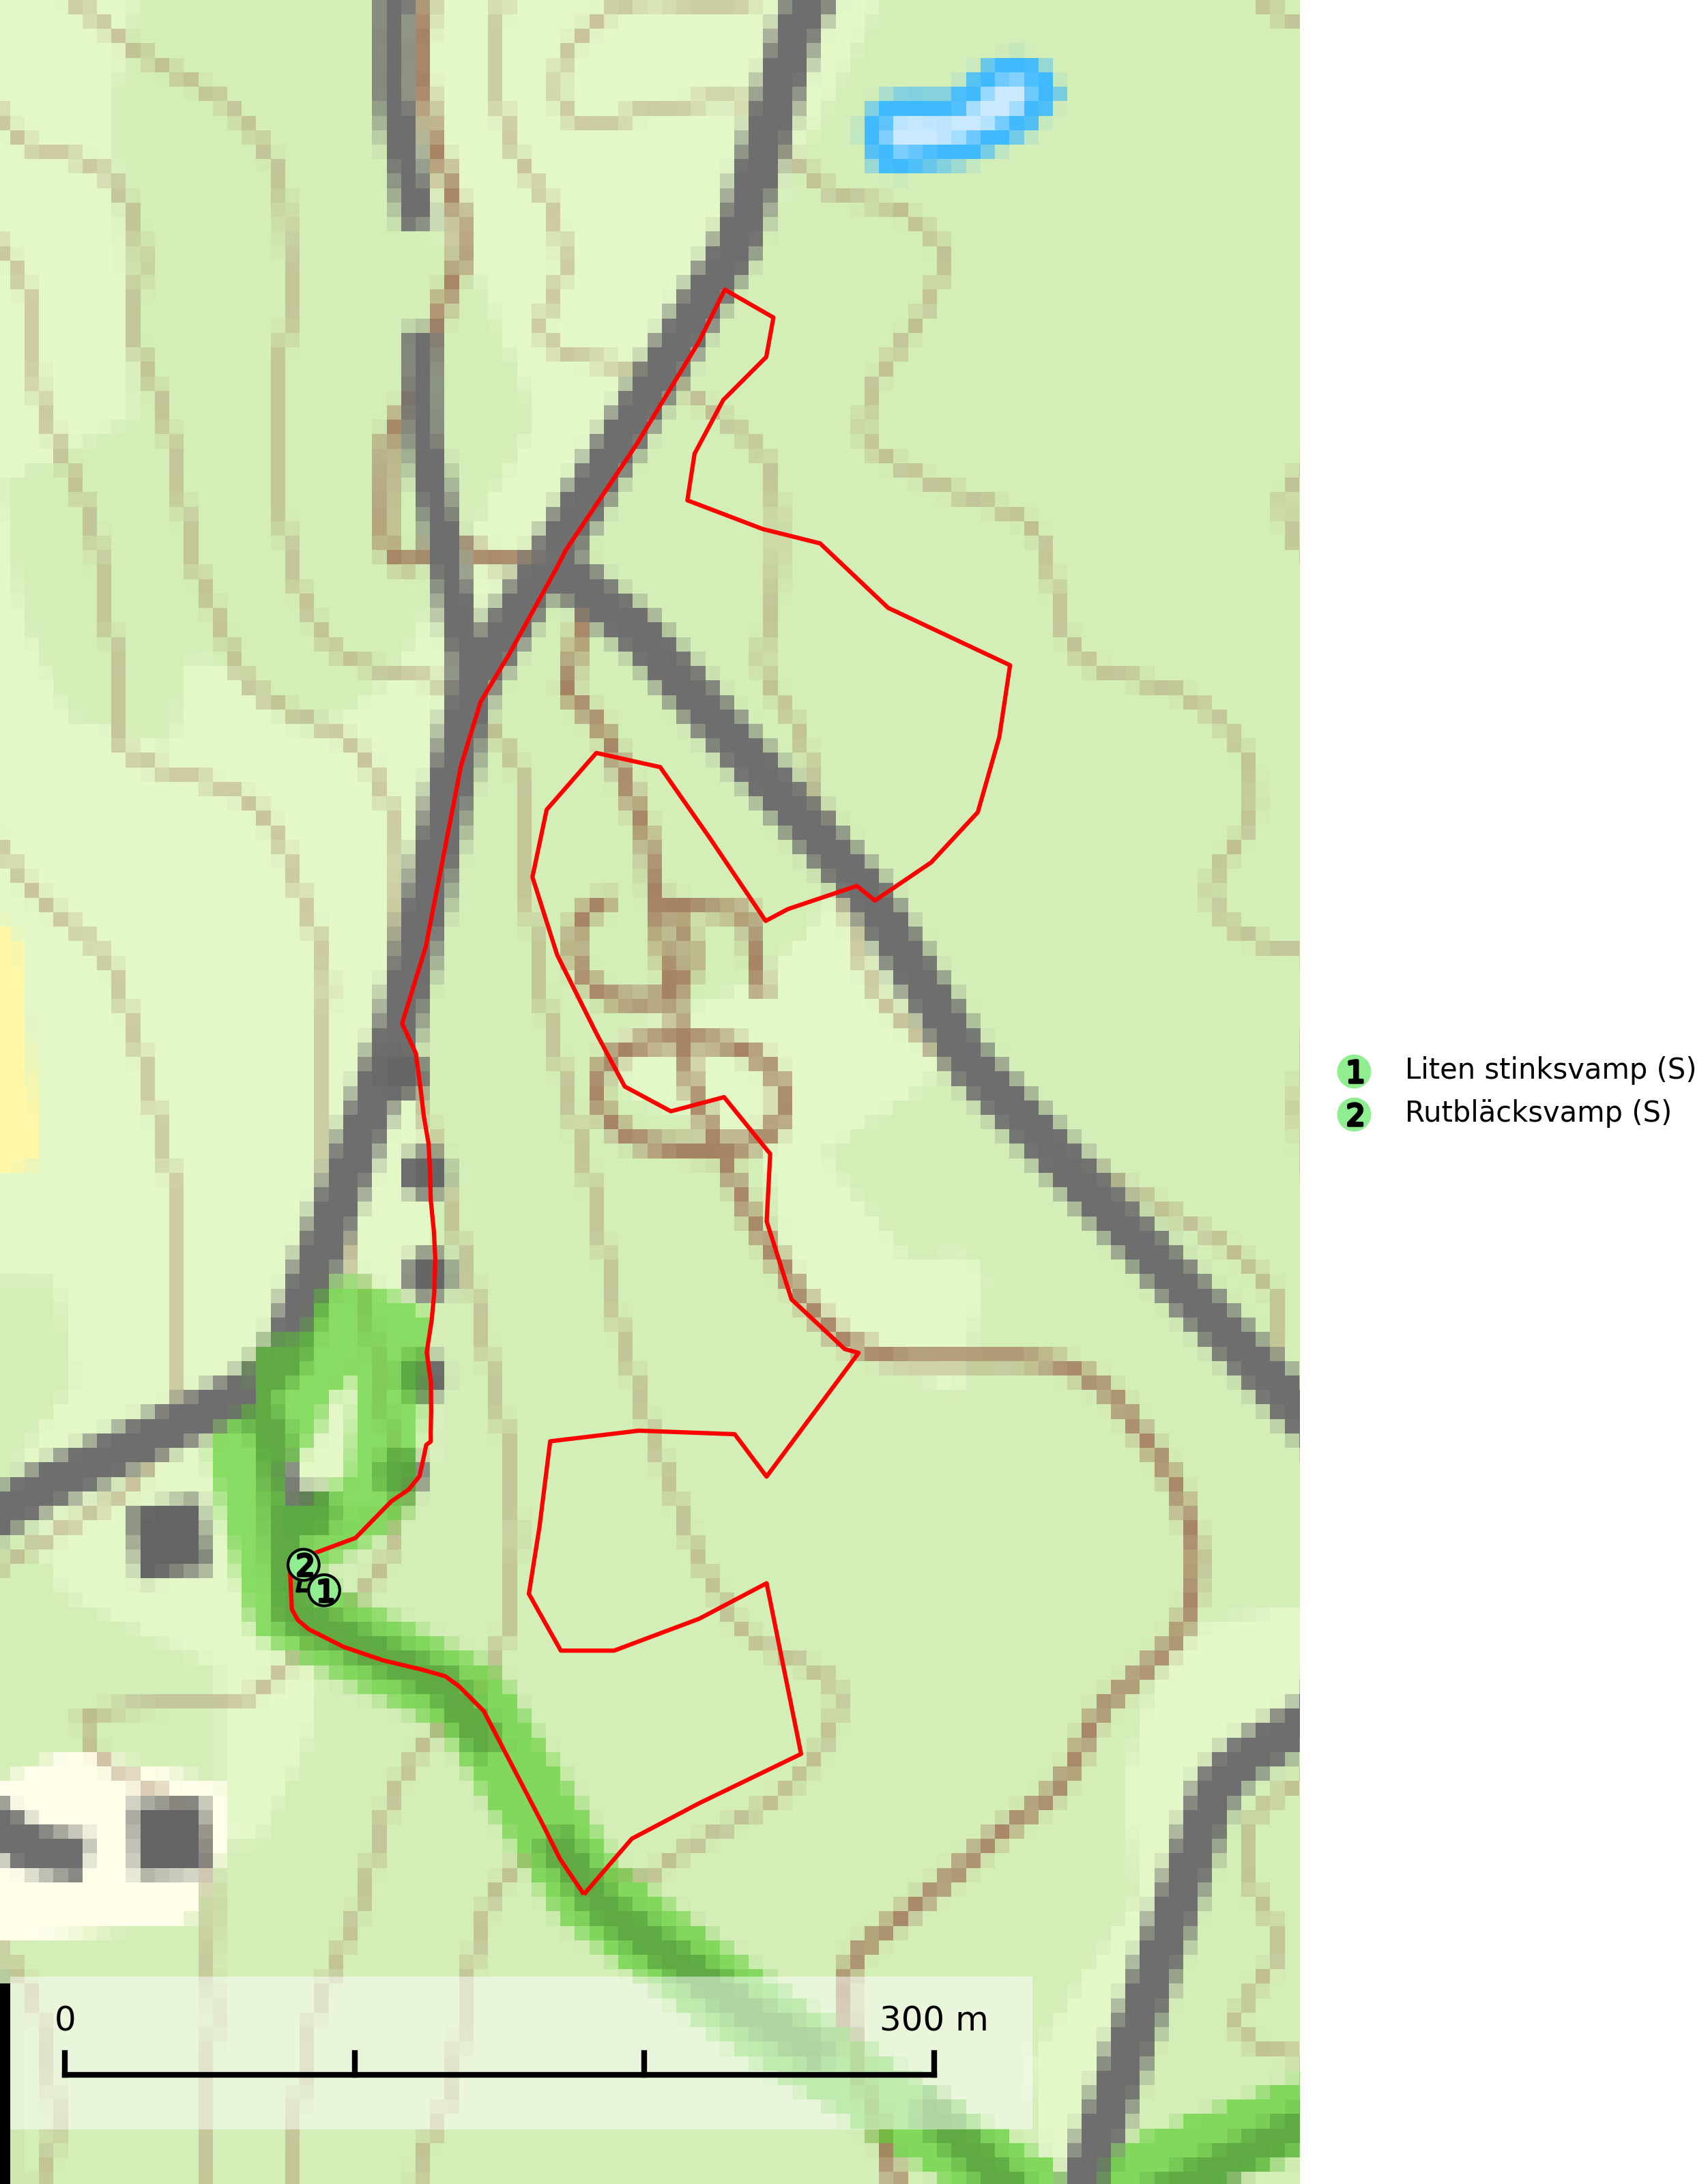 1 Liten stinksvamp (S)
2 Rutbläcksvamp (S)
2
1
0 300 m